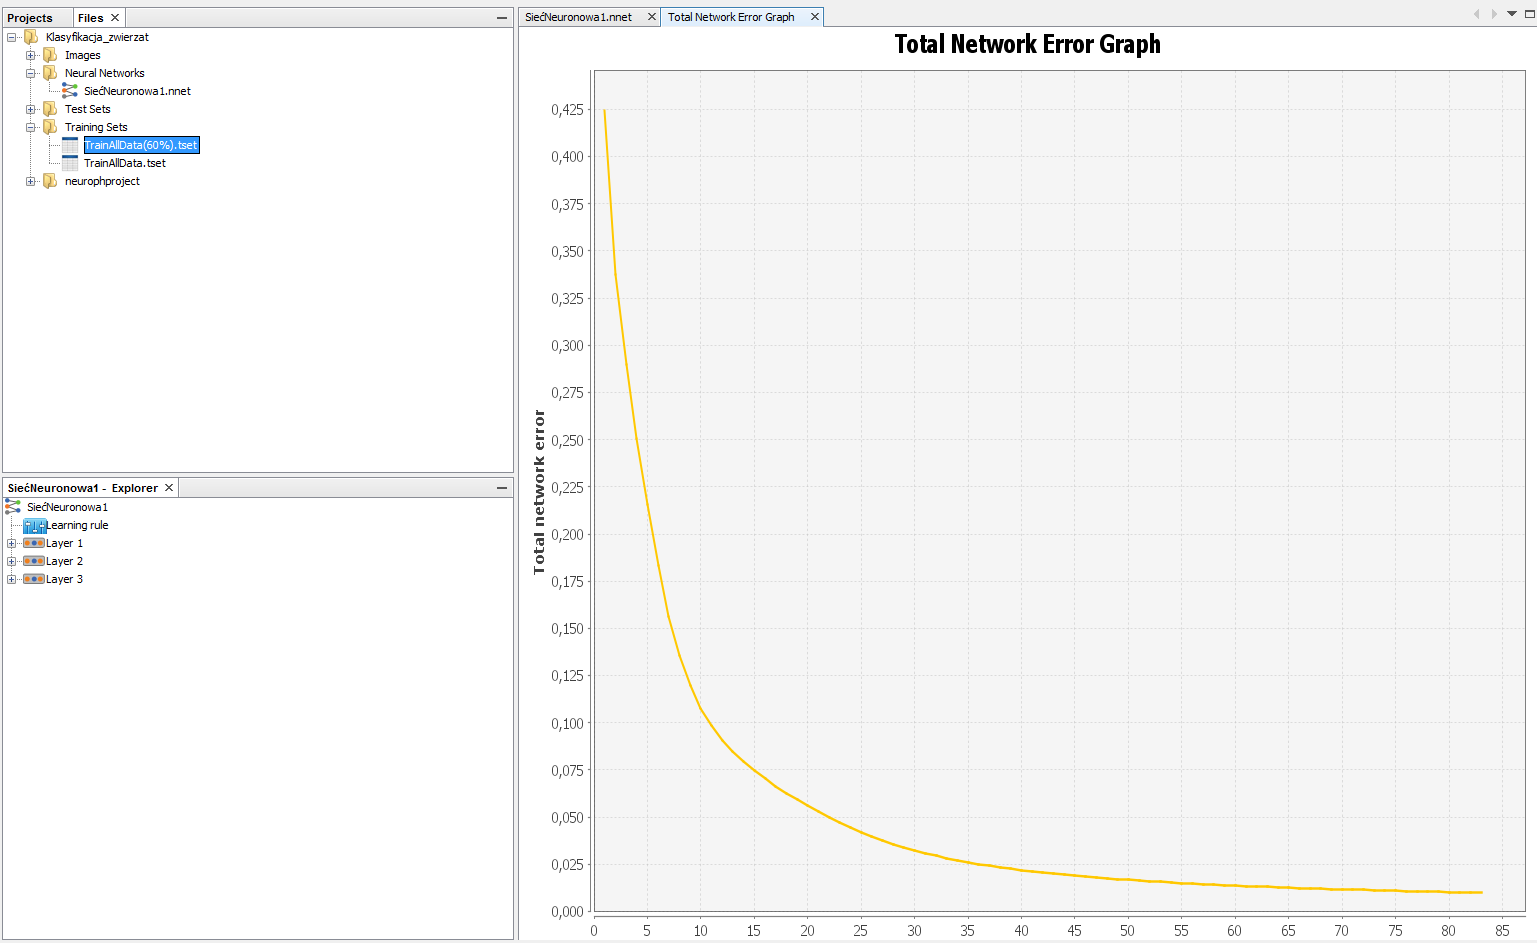 Projects
Files
Klasyfikacja_zwierzat
Images
Neural Networks
SiećNeuronowa1.nnet
Test Sets
Training Sets
TrainAllData(60%).tset
TrainAllData.tset
neurophproject
SiećNeuronowa1 - Explorer
SiećNeuronowa1
Learning rule
Layer 1
Layer 2
Layer 3
SiećNeuronowa1.nnet
Total Network Error Graph
Total Network Error Graph
Total network error
0,425
0,400
0,375
0,350
0,325
0,300
0,275
0,250
0,225
0,200
0,175
0,150
0,125
0,100
0,075
0,050
0,025
0,000
0 5 10 15 20 25 30 35 40 45 50 55 60 65 70 75 80 85